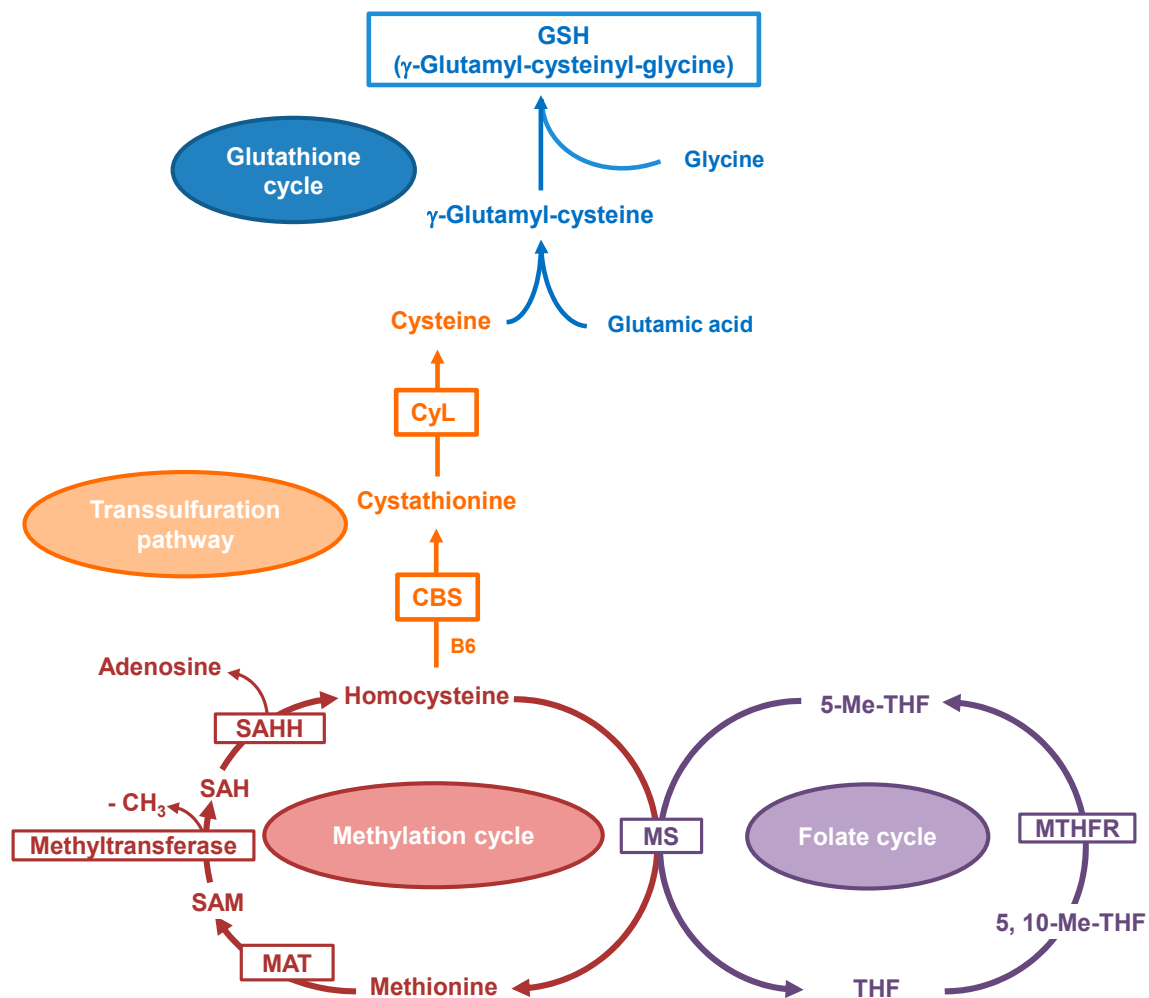 GSH
(γ-Glutamyl-cysteinyl-glycine)
Glutathione
cycle
Glycine
γ-Glutamyl-cysteine
Cysteine
Glutamic acid
CyL
Transsulfuration
pathway
Cystathionine
CBS
B6
Adenosine
Homocysteine
5-Me-THF
SAHH
SAH
- CH₃
Methyltransferase
Methylation cycle
MS
Folate cycle
MTHFR
SAM
5, 10-Me-THF
MAT
Methionine
THF